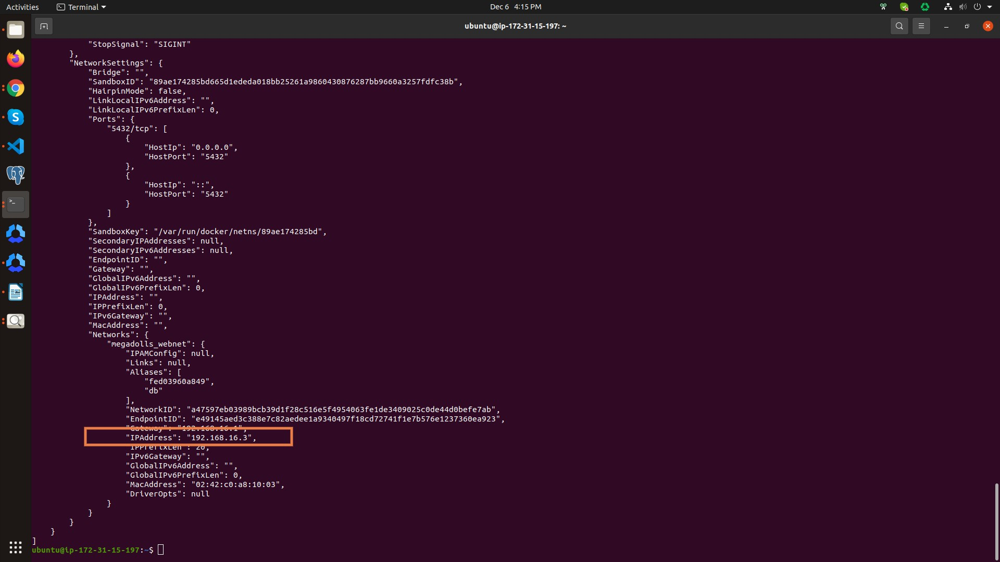 Activities Terminal Dec 6 4:15 PM
ubuntu@ip-172-31-15-197: ~
"StopSignal": "SIGINT"
},
"NetworkSettings": {
"Bridge": "",
"SandboxID": "89ae174285bd665d1ededa018bb25261a9860430876287bb9660a3257fdfc38b",
"HairpinMode": false,
"LinkLocalIPv6Address": "",
"LinkLocalIPv6PrefixLen": 0,
"Ports": {
"5432/tcp": [
{
"HostIp": "0.0.0.0",
"HostPort": "5432"
},
{
"HostIp": "::",
"HostPort": "5432"
}
]
},
"SandboxKey": "/var/run/docker/netns/89ae174285bd",
"SecondaryIPAddresses": null,
"SecondaryIPv6Addresses": null,
"EndpointID": "",
"Gateway": "",
"GlobalIPv6Address": "",
"GlobalIPv6PrefixLen": 0,
"IPAddress": "",
"IPPrefixLen": 0,
"IPv6Gateway": "",
"MacAddress": "",
"Networks": {
"megadolls_webnet": {
"IPAMConfig": null,
"Links": null,
"Aliases": [
"fed03960a849",
"db"
],
"NetworkID": "a47597eb03989bcb39d1f28c516e5f4954063fe1de3409025c0de44d0befe7ab",
"EndpointID": "e49145aed3c388e7c82aedee1a9340497f18cd72741f1e7b576e1237360ea923",
"Gateway": "192.168.16.1",
"IPAddress": "192.168.16.3",
"IPPrefixLen": 20,
"IPv6Gateway": "",
"GlobalIPv6Address": "",
"GlobalIPv6PrefixLen": 0,
"MacAddress": "02:42:c0:a8:10:03",
"DriverOpts": null
}
}
}
}
]
ubuntu@ip-172-31-15-197:~$